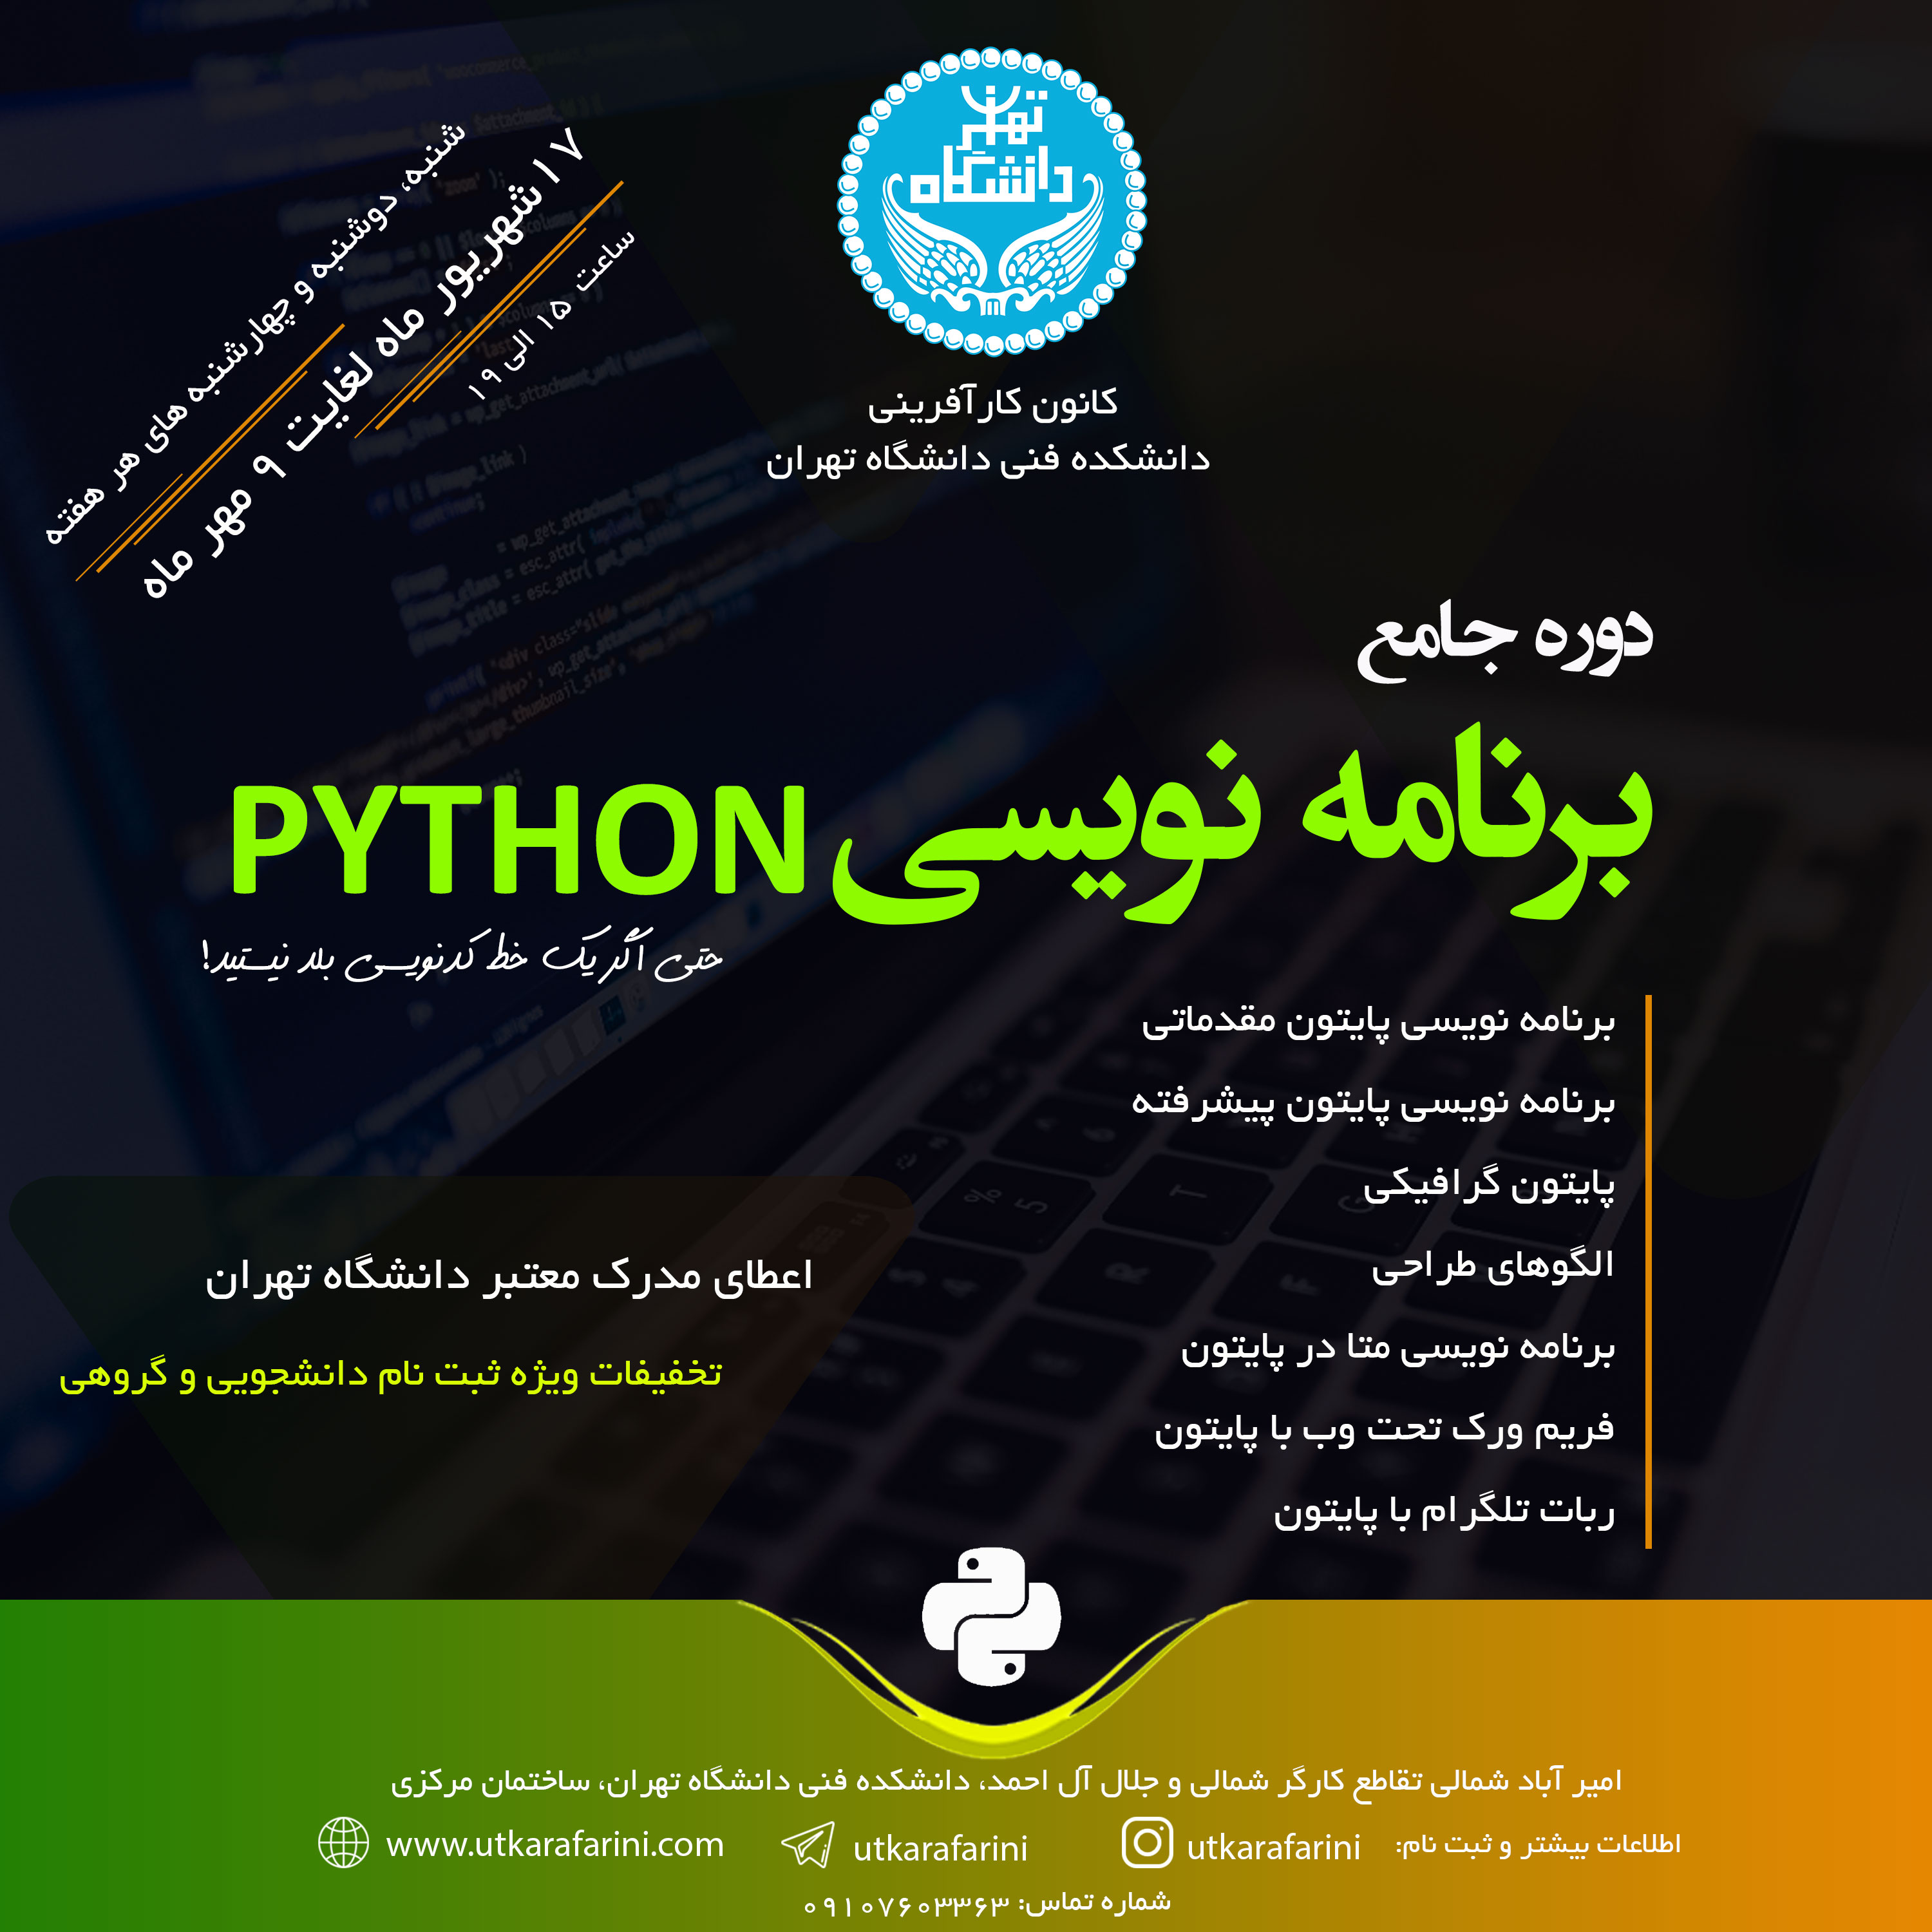 دانشگاه تهران
کانون کارآفرینی
دانشکده فنی دانشگاه تهران
شنبه، دوشنبه و چهارشنبه های هر هفته
۱۷ شهریور ماه لغایت ۹ مهر ماه
ساعت ۱۵ الی ۱۹
دوره جامع
برنامه نویسی PYTHON
حتی اگر یک خط کدنویسی بلد نیستید!
برنامه نویسی پایتون مقدماتی
برنامه نویسی پایتون پیشرفته
پایتون گرافیکی
الگوهای طراحی
برنامه نویسی متا در پایتون
فریم ورک تحت وب با پایتون
ربات تلگرام با پایتون
اعطای مدرک معتبر دانشگاه تهران
تخفیفات ویژه ثبت نام دانشجویی و گروهی
امیر آباد شمالی تقاطع کارگر شمالی و جلال آل احمد، دانشکده فنی دانشگاه تهران، ساختمان مرکزی
اطلاعات بیشتر و ثبت نام: utkarafarini utkarafarini www.utkarafarini.com
شماره تماس: ۰۹۱۰۷۶۰۳۳۶۳